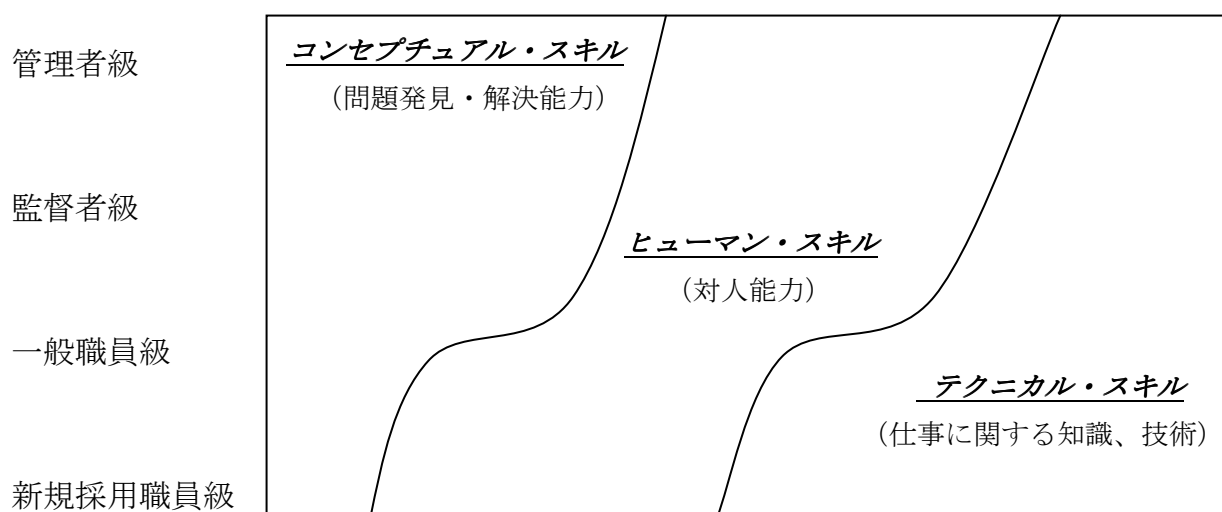 管理者級
コンセプチュアル・スキル
（問題発見・解決能力）
監督者級
ヒューマン・スキル
（対人能力）
一般職員級
テクニカル・スキル
（仕事に関する知識、技術）
新規採用職員級